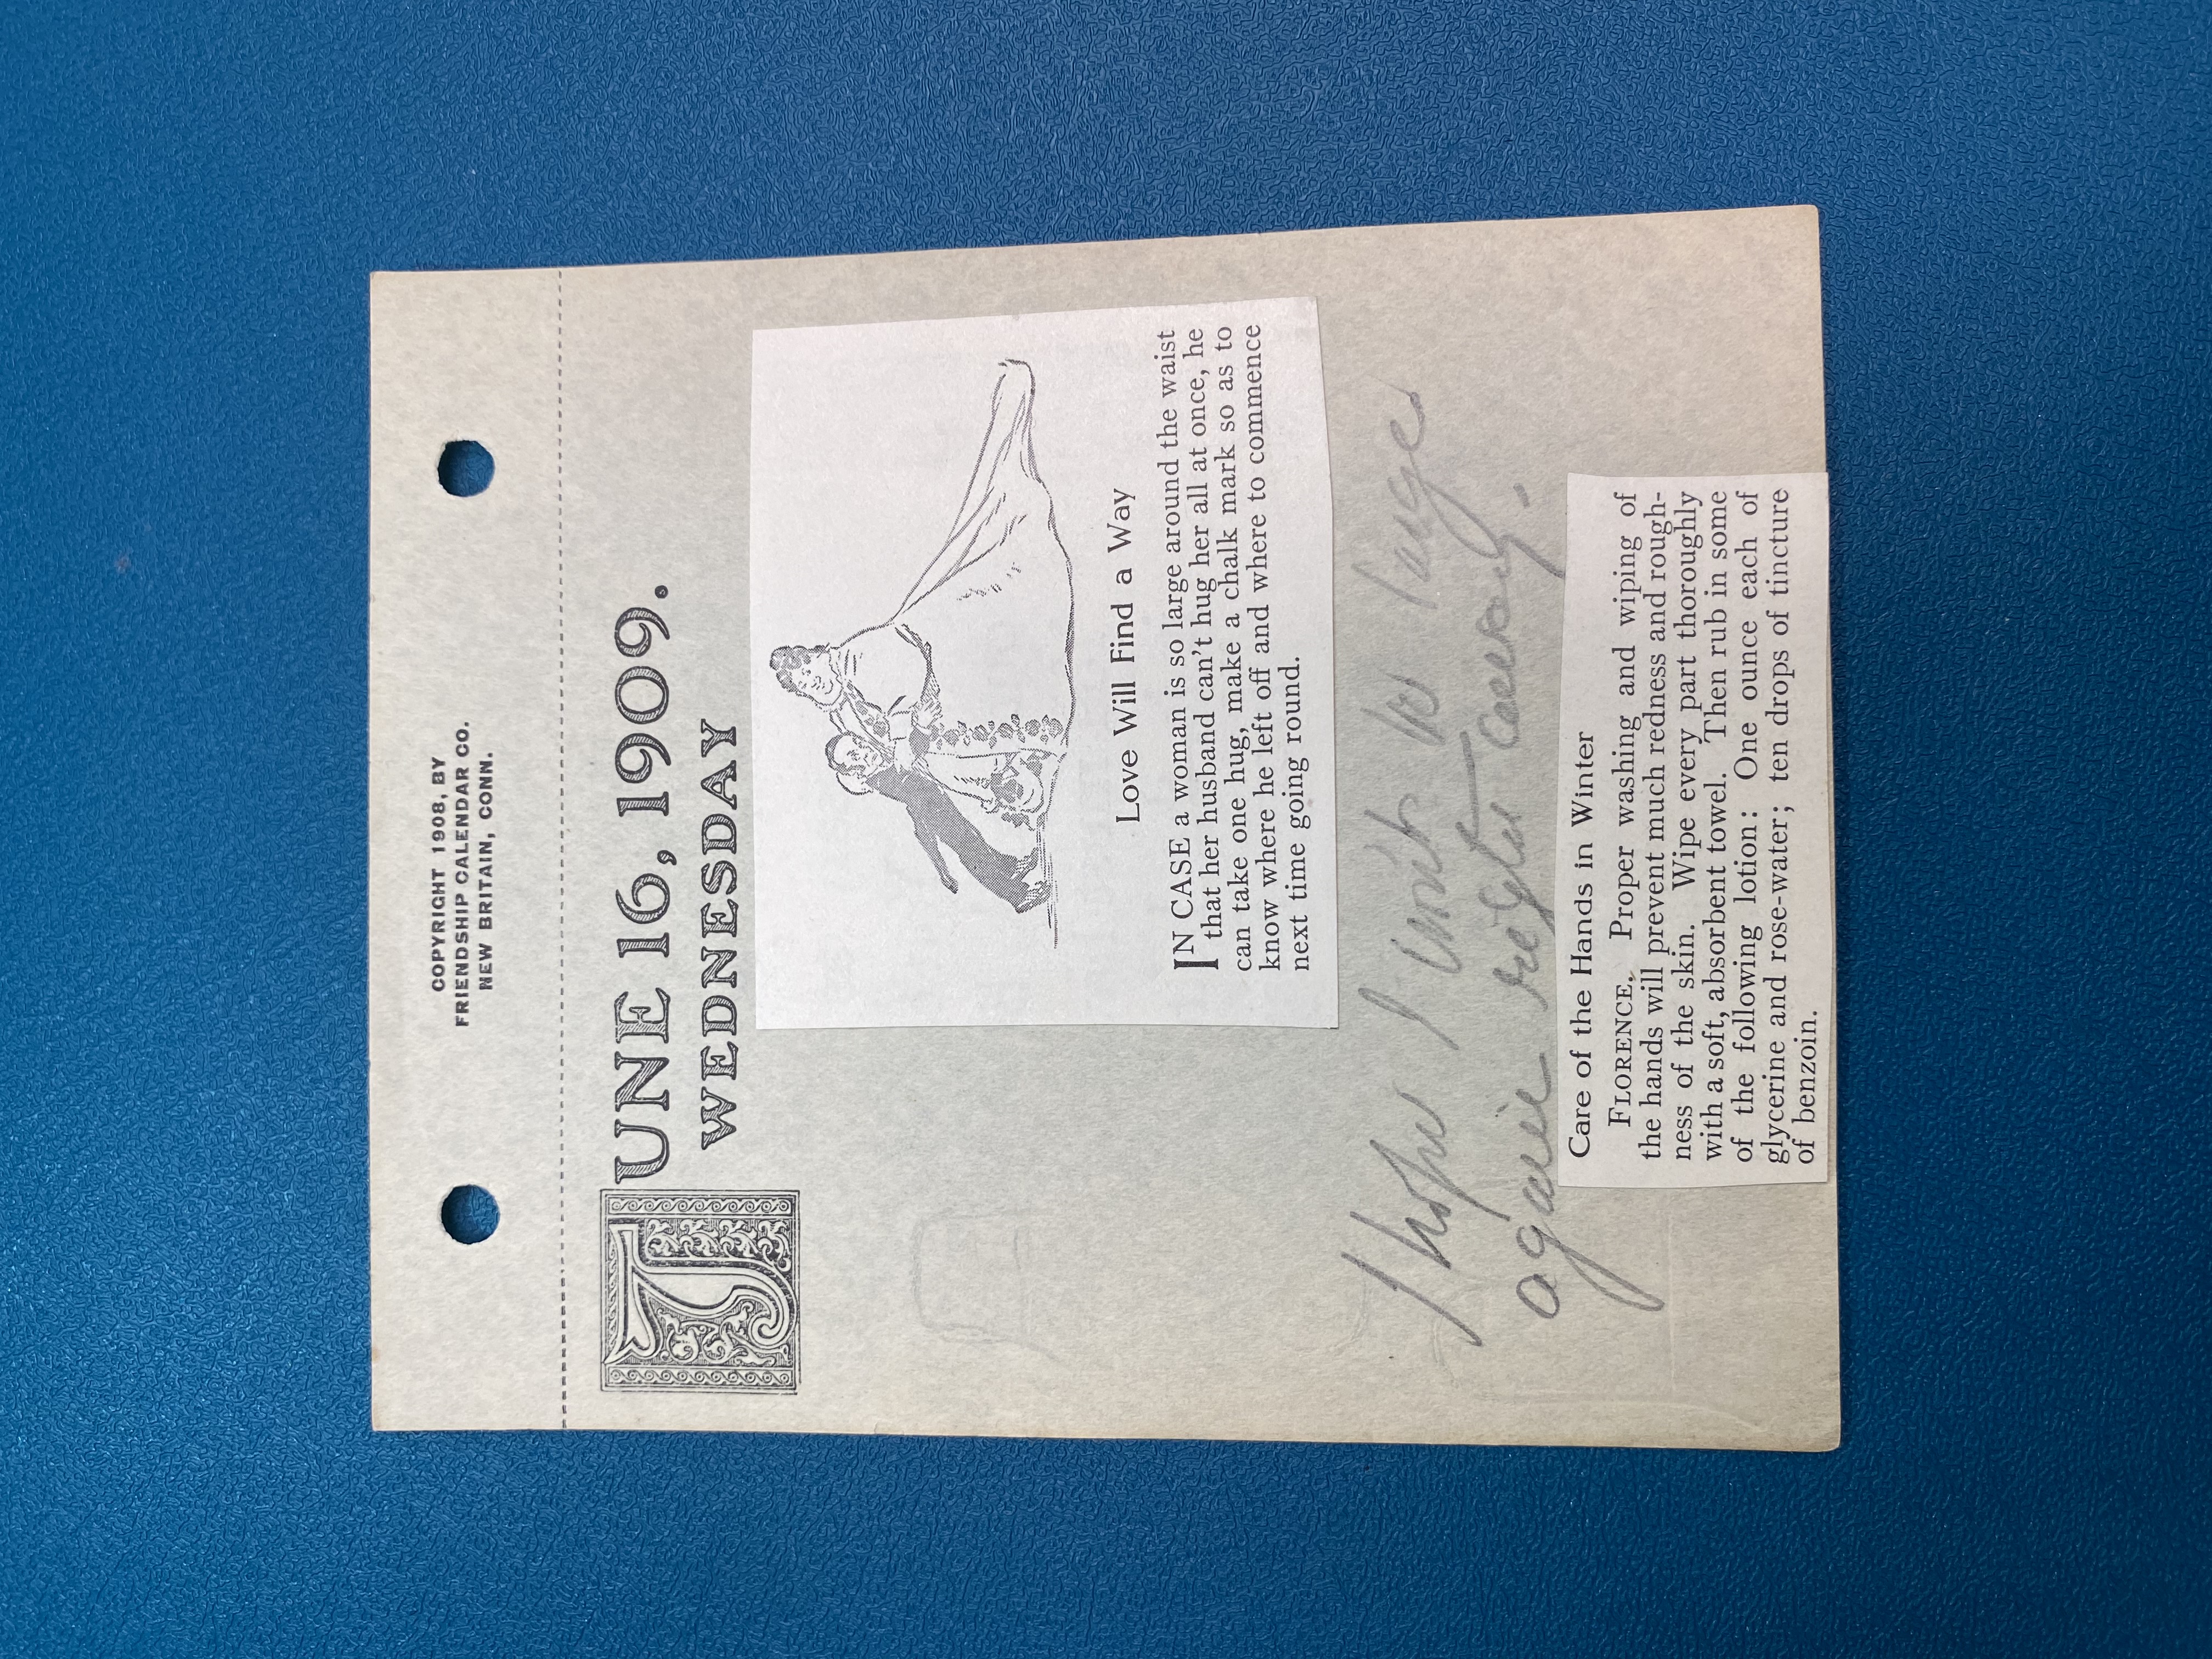 COPYRIGHT 1908, BY
FRIENDSHIP CALENDAR CO.
NEW BRITAIN, CONN.
JUNE 16, 1909.
WEDNESDAY
Love Will Find a Way
IN CASE a woman is so large around the waist
that her husband can't hug her all at once, he
can take one hug, make a chalk mark so as to
know where he left off and where to commence
next time going round.
I hope I won't be large
again right away.
Care of the Hands in Winter
FLORENCE. Proper washing and wiping of
the hands will prevent much redness and rough-
ness of the skin. Wipe every part thoroughly
with a soft, absorbent towel. Then rub in some
of the following lotion: One ounce each of
glycerine and rose-water; ten drops of tincture
of benzoin.